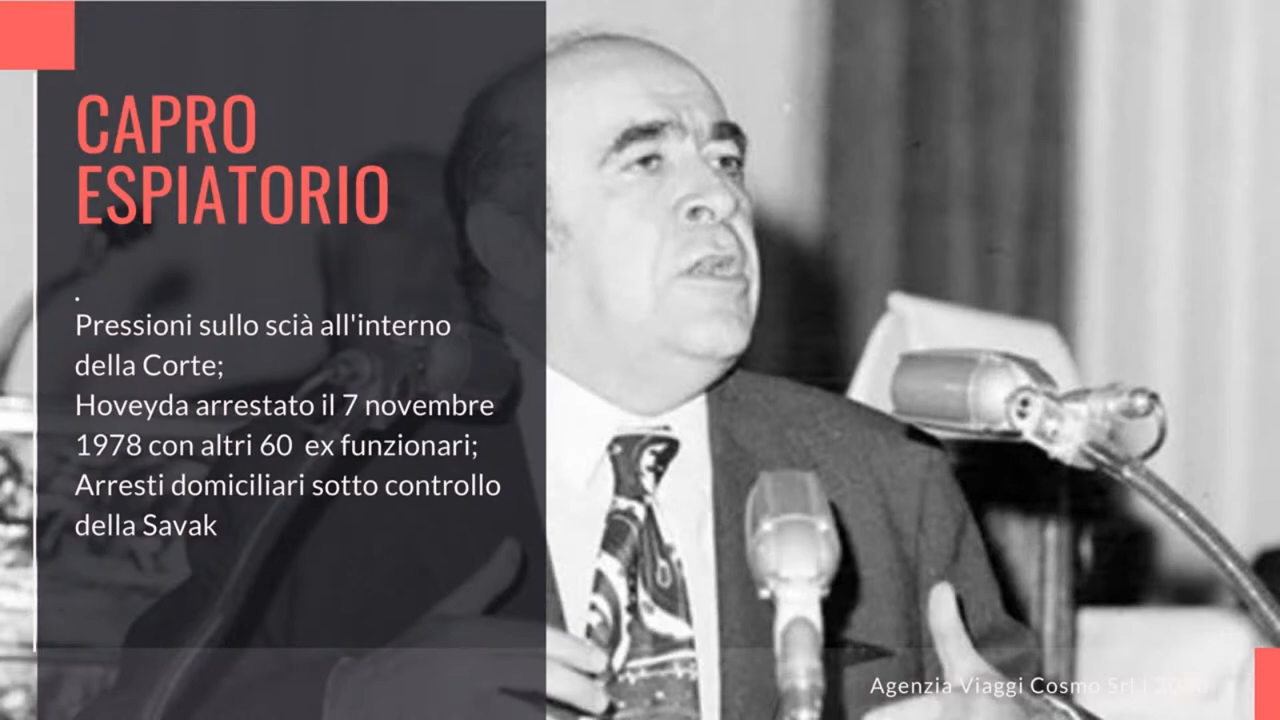 CAPRO
ESPIATORIO
.
Pressioni sullo scià all'interno
della Corte;
Hoveyda arrestato il 7 novembre
1978 con altri 60  ex funzionari;
Arresti domiciliari sotto controllo
della Savak
Agenzia Viaggi Cosmo Srl |